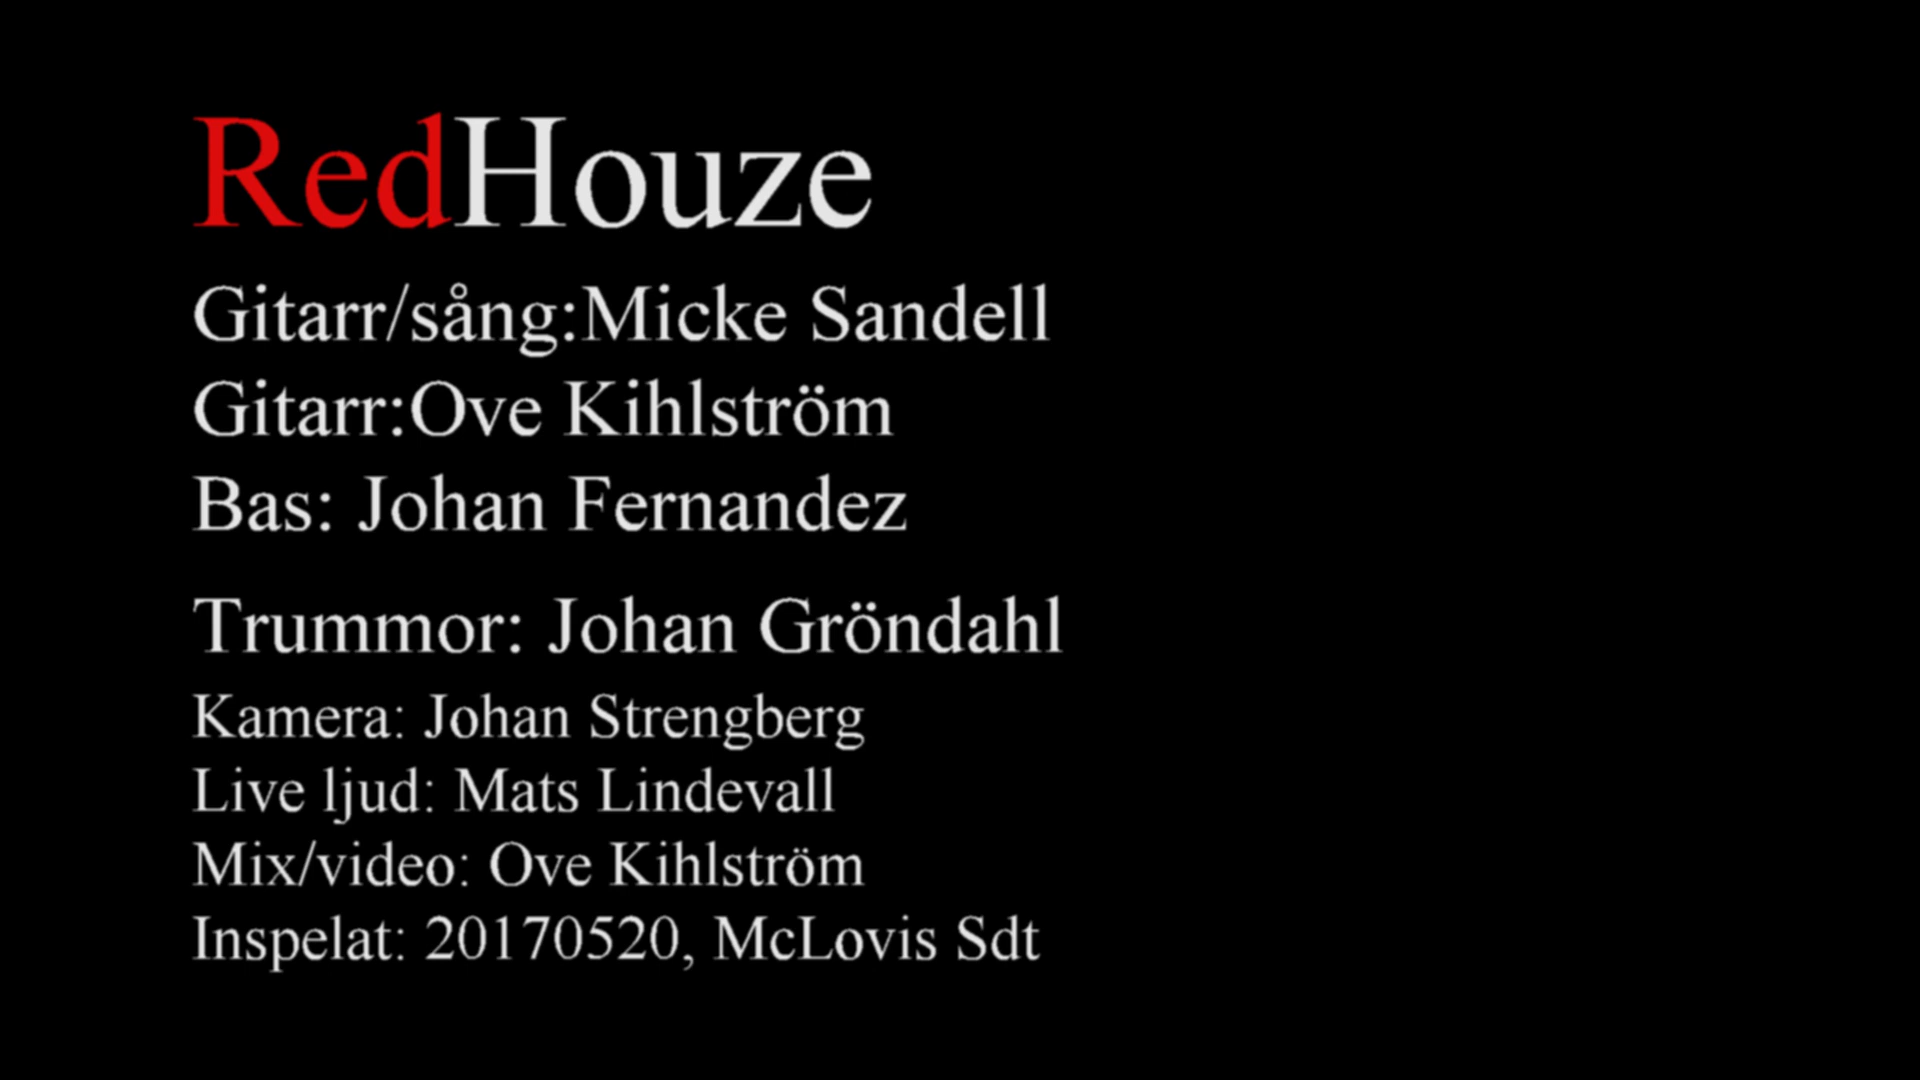 RedHouze
Gitarr/sång:Micke Sandell
Gitarr:Ove Kihlström
Bas: Johan Fernandez
Trummor: Johan Gröndahl
Kamera: Johan Strengberg
Live ljud: Mats Lindevall
Mix/video: Ove Kihlström
Inspelat: 20170520, McLovis Sdt